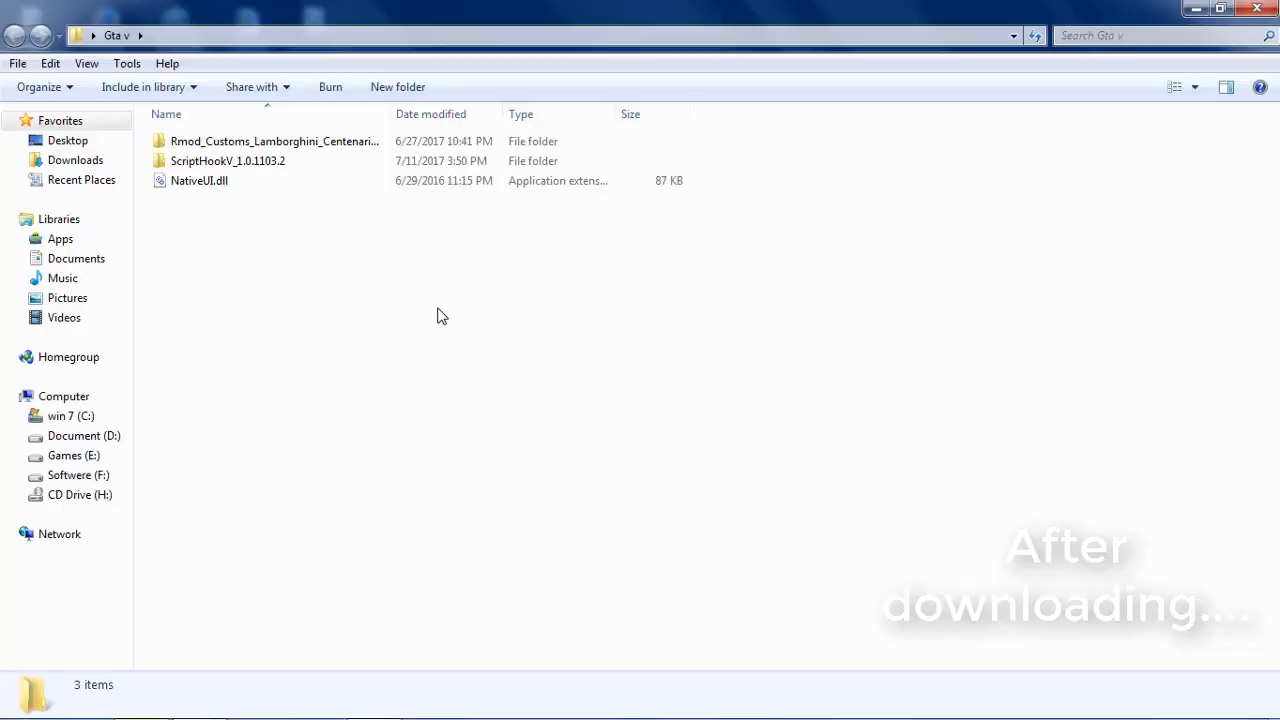 Gta v
Search Gta v
File Edit View Tools Help
Organize Include in library Share with Burn New folder
Name Date modified Type Size
Rmod_Customs_Lamborghini_Centenari... 6/27/2017 10:41 PM File folder
ScriptHookV_1.0.1103.2 7/11/2017 3:50 PM File folder
NativeUI.dll 6/29/2016 11:15 PM Application extens... 87 KB
Favorites
Desktop
Downloads
Recent Places
Libraries
Apps
Documents
Music
Pictures
Videos
Homegroup
Computer
win 7 (C:)
Document (D:)
Games (E:)
Softwere (F:)
CD Drive (H:)
Network
After
downloading....
3 items